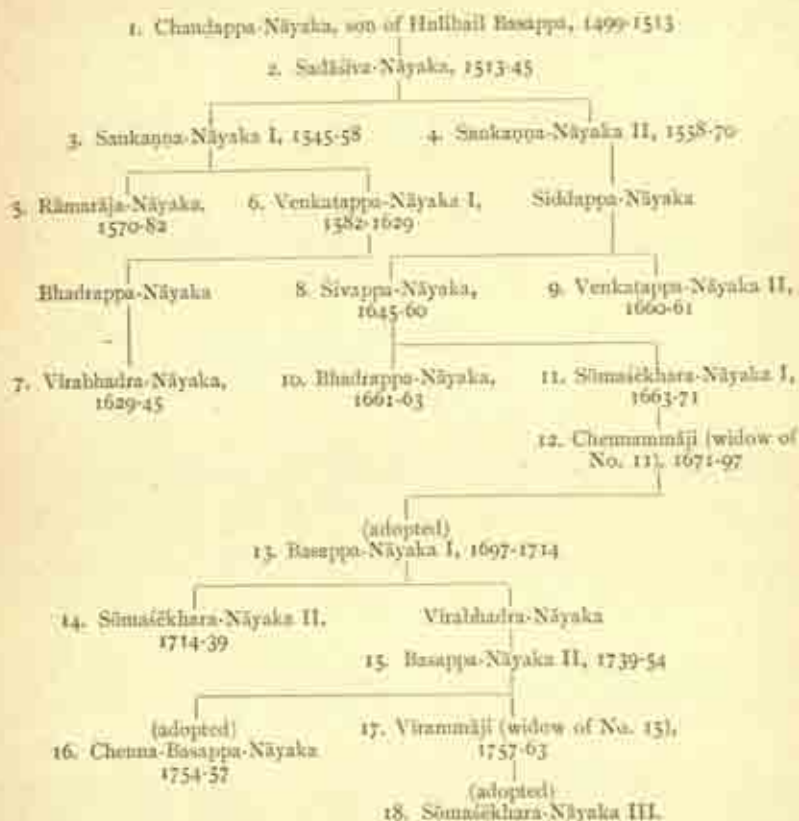 1. Chandappa-Nāyaka, son of Hulihail Basappa, 1499-1513
2. Sadāśiva-Nāyaka, 1513-45
3. Sankaṇṇa-Nāyaka I, 1545-58 4. Sankaṇṇa-Nāyaka II, 1558-70
5. Rāmarāja-Nāyaka, 6. Venkatappa-Nāyaka I, Siddappa-Nāyaka
1570-82 1582-1629
Bhadrappa-Nāyaka 8. Śivappa-Nāyaka, 9. Venkatappa-Nāyaka II,
1645-60 1660-61
7. Vīrabhadra-Nāyaka, 10. Bhadrappa-Nāyaka, 11. Sōmaśēkhara-Nāyaka I,
1629-45 1661-63 1663-71
12. Chennammāji (widow of
No. 11), 1671-97
(adopted)
13. Basappa-Nāyaka I, 1697-1714
14. Sōmaśēkhara-Nāyaka II, Vīrabhadra-Nāyaka
1714-39
15. Basappa-Nāyaka II, 1739-54
(adopted) 17. Vīrammāji (widow of No. 15),
16. Chenna-Basappa-Nāyaka 1757-63
1754-57
(adopted)
18. Sōmaśēkhara-Nāyaka III.